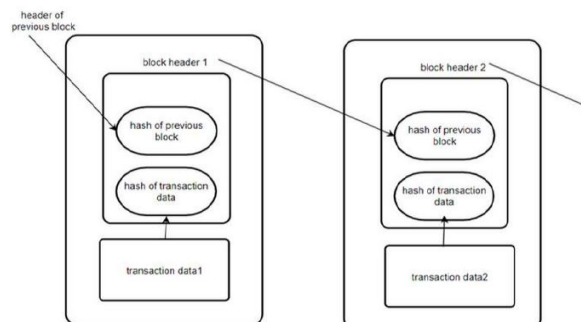 header of
previous block
block header 1
hash of previous
block
hash of transaction
data
transaction data1
block header 2
hash of previous
block
hash of transaction
data
transaction data2